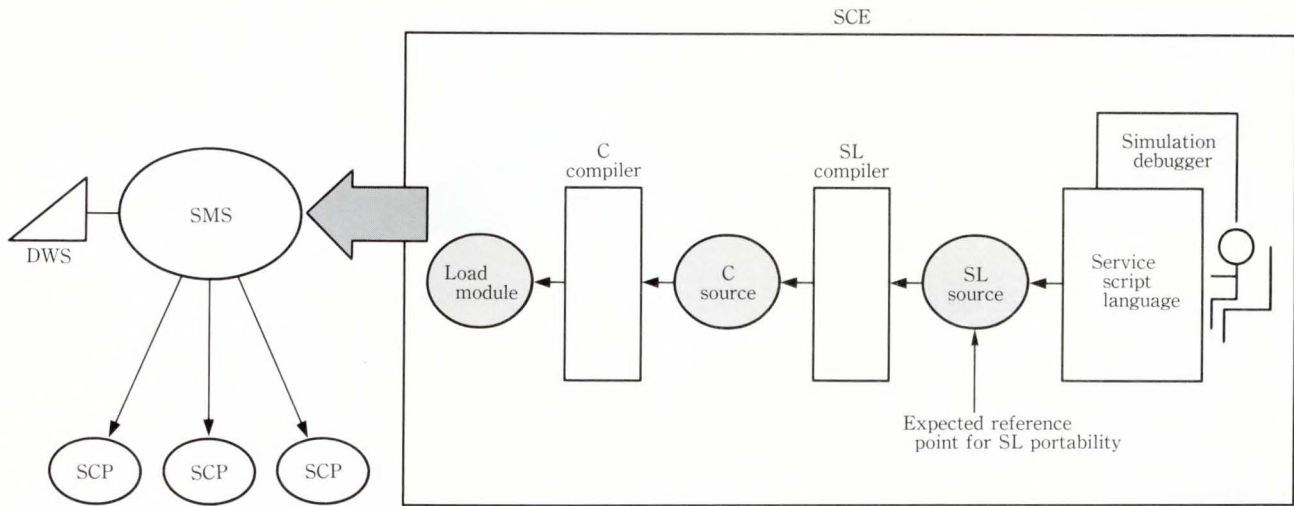 SCE
Simulation
debugger
C
compiler
SL
compiler
SMS
DWS
Load
module
C
source
SL
source
Service
script
language
Expected reference
point for SL portability
SCP
SCP
SCP